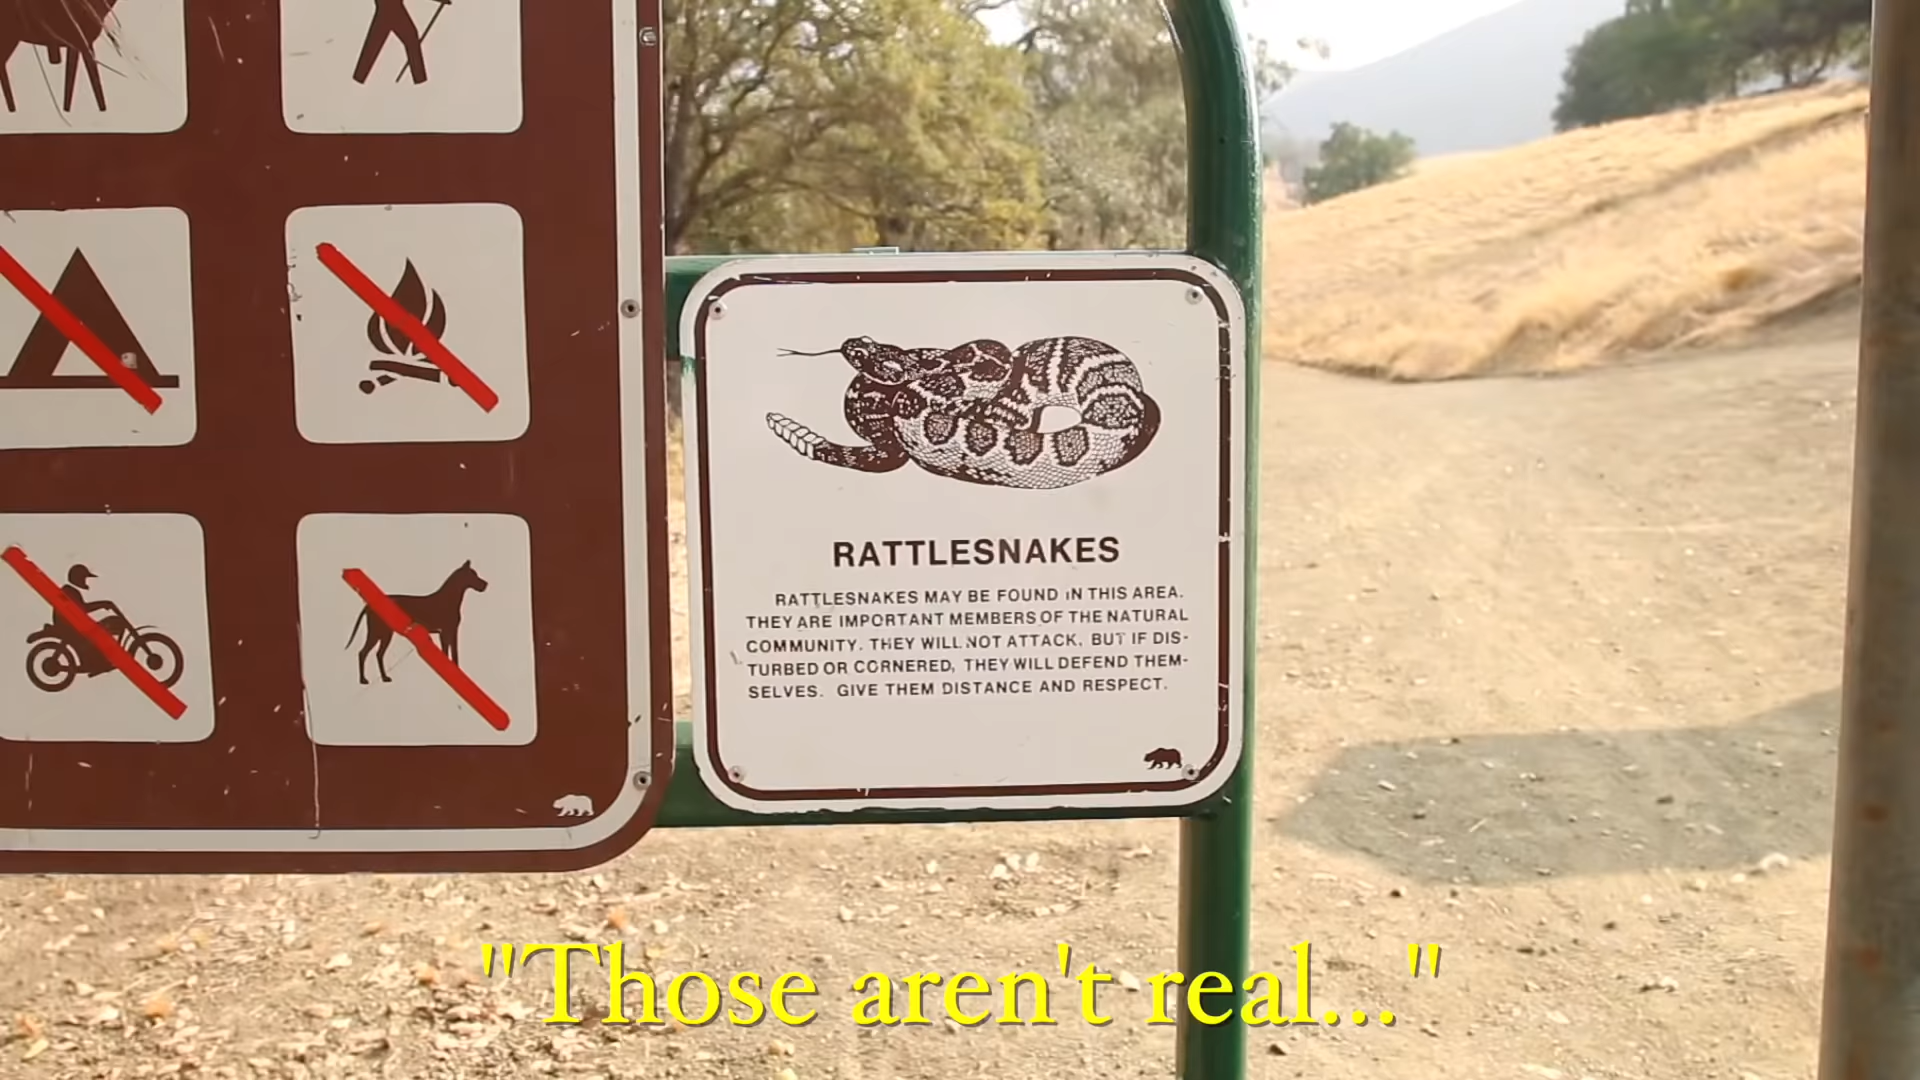 RATTLESNAKES
RATTLESNAKES MAY BE FOUND IN THIS AREA.
THEY ARE IMPORTANT MEMBERS OF THE NATURAL
COMMUNITY. THEY WILL NOT ATTACK, BUT IF DIS-
TURBED OR CORNERED, THEY WILL DEFEND THEM-
SELVES. GIVE THEM DISTANCE AND RESPECT.
"Those aren't real..."